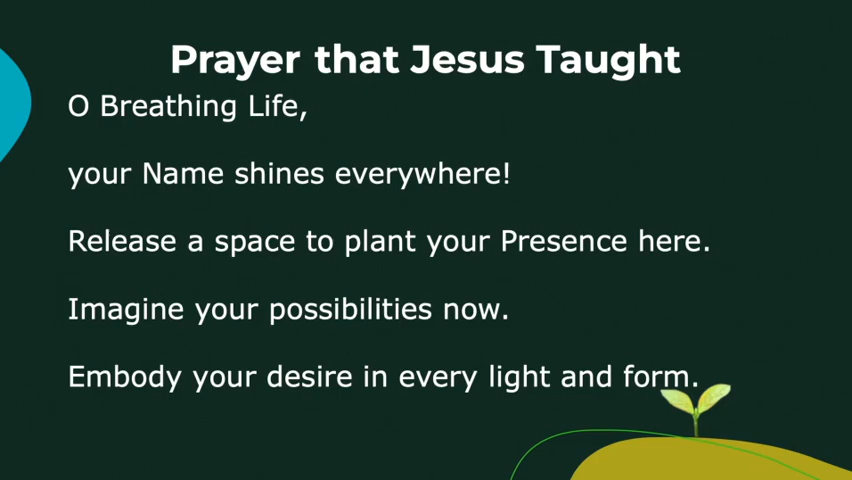 Prayer that Jesus Taught
O Breathing Life,
your Name shines everywhere!
Release a space to plant your Presence here.
Imagine your possibilities now.
Embody your desire in every light and form.